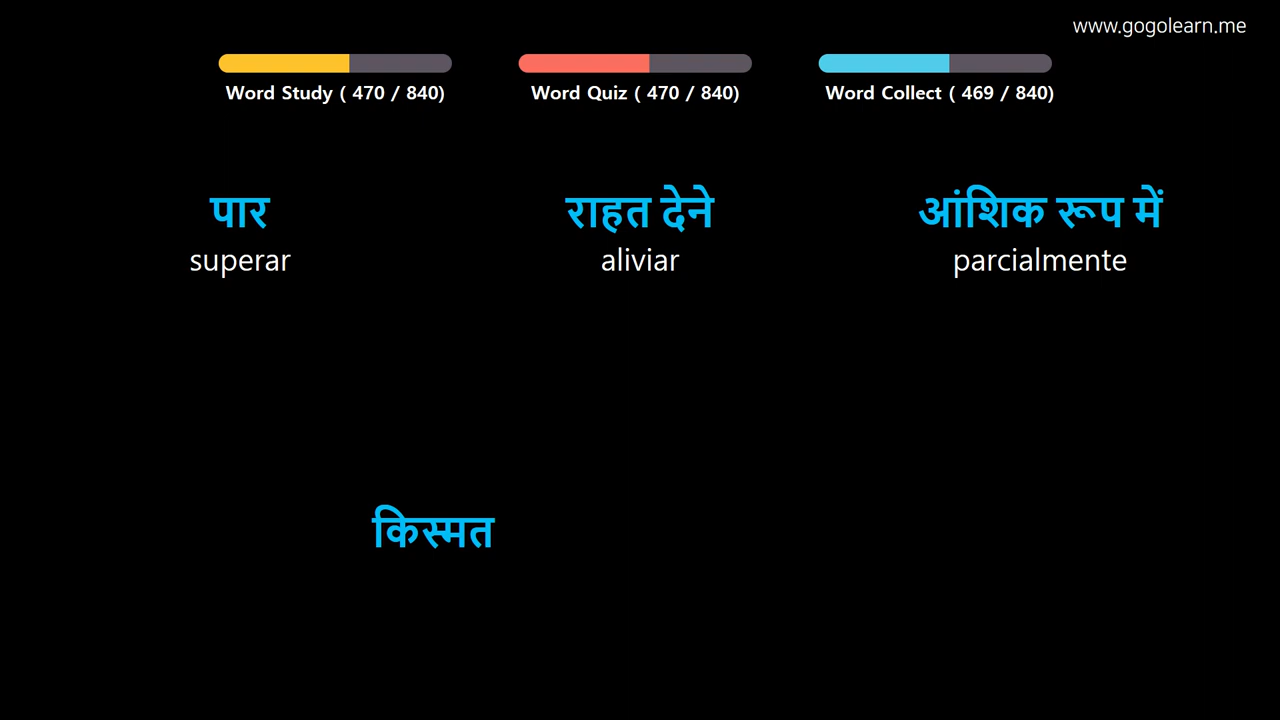 www.gogolearn.me
Word Study ( 470 / 840)
Word Quiz ( 470 / 840)
Word Collect ( 469 / 840)
पार
superar
राहत देने
aliviar
आंशिक रूप में
parcialmente
किस्मत